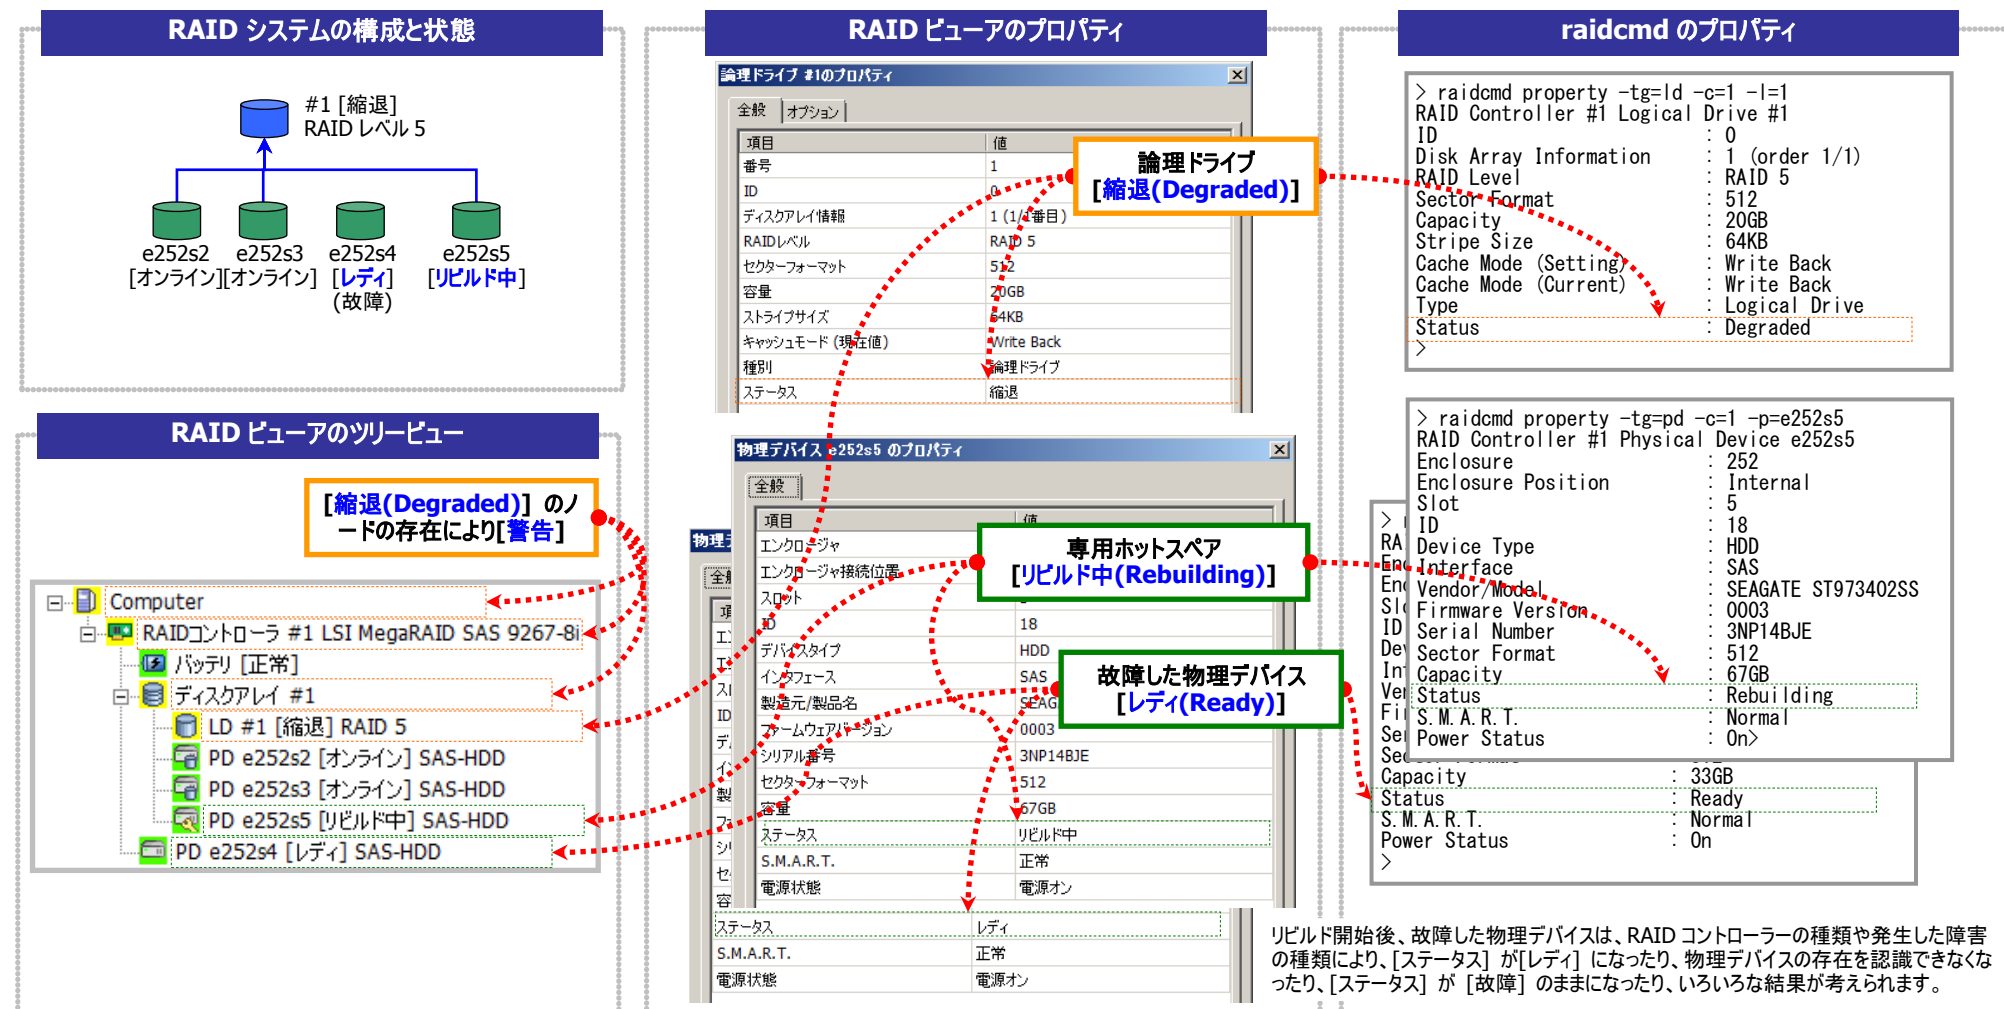 RAID システムの構成と状態
#1 [縮退]
RAID レベル 5
e252s2
[オンライン]
e252s3
[オンライン]
e252s4
[レディ]
(故障)
e252s5
[リビルド中]
RAID ビューアのツリービュー
[縮退(Degraded)] のノ
ードの存在により[警告]
Computer
RAIDコントローラ #1 LSI MegaRAID SAS 9267-8i
バッテリ [正常]
ディスクアレイ #1
LD #1 [縮退] RAID 5
PD e252s2 [オンライン] SAS-HDD
PD e252s3 [オンライン] SAS-HDD
PD e252s5 [リビルド中] SAS-HDD
PD e252s4 [レディ] SAS-HDD
RAID ビューアのプロパティ
論理ドライブ #1のプロパティ
全般 オプション
項目 値
番号 1
ID 0
ディスクアレイ情報 1 (1/1番目)
RAIDレベル RAID 5
セクターフォーマット 512
容量 20GB
ストライプサイズ 64KB
キャッシュモード (現在値) Write Back
種別 論理ドライブ
ステータス 縮退
論理ドライブ
[縮退(Degraded)]
物理デバイス e252s5 のプロパティ
全般
項目 値
エンクロージャ
エンクロージャ接続位置
スロット
ID 18
デバイスタイプ HDD
インタフェース SAS
製造元/製品名 SEAG
ファームウェアバージョン 0003
シリアル番号 3NP14BJE
セクターフォーマット 512
容量 67GB
ステータス リビルド中
S.M.A.R.T. 正常
電源状態 電源オン
専用ホットスペア
[リビルド中(Rebuilding)]
故障した物理デバイス
[レディ(Ready)]
ステータス レディ
S.M.A.R.T. 正常
電源状態 電源オン
raidcmd のプロパティ
> raidcmd property -tg=ld -c=1 -l=1
RAID Controller #1 Logical Drive #1
ID : 0
Disk Array Information : 1 (order 1/1)
RAID Level : RAID 5
Sector Format : 512
Capacity : 20GB
Stripe Size : 64KB
Cache Mode (Setting) : Write Back
Cache Mode (Current) : Write Back
Type : Logical Drive
Status : Degraded
>
> raidcmd property -tg=pd -c=1 -p=e252s5
RAID Controller #1 Physical Device e252s5
Enclosure : 252
Enclosure Position : Internal
Slot : 5
ID : 18
Device Type : HDD
Interface : SAS
Vendor/Model : SEAGATE ST973402SS
Firmware Version : 0003
Serial Number : 3NP14BJE
Sector Format : 512
Capacity : 67GB
Status : Rebuilding
S.M.A.R.T. : Normal
Power Status : On>
Capacity : 33GB
Status : Ready
S.M.A.R.T. : Normal
Power Status : On
>
リビルド開始後、故障した物理デバイスは、RAID コントローラーの種類や発生した障害
の種類により、[ステータス] が[レディ] になったり、物理デバイスの存在を認識できなくな
ったり、[ステータス] が [故障] のままになったり、いろいろな結果が考えられます。